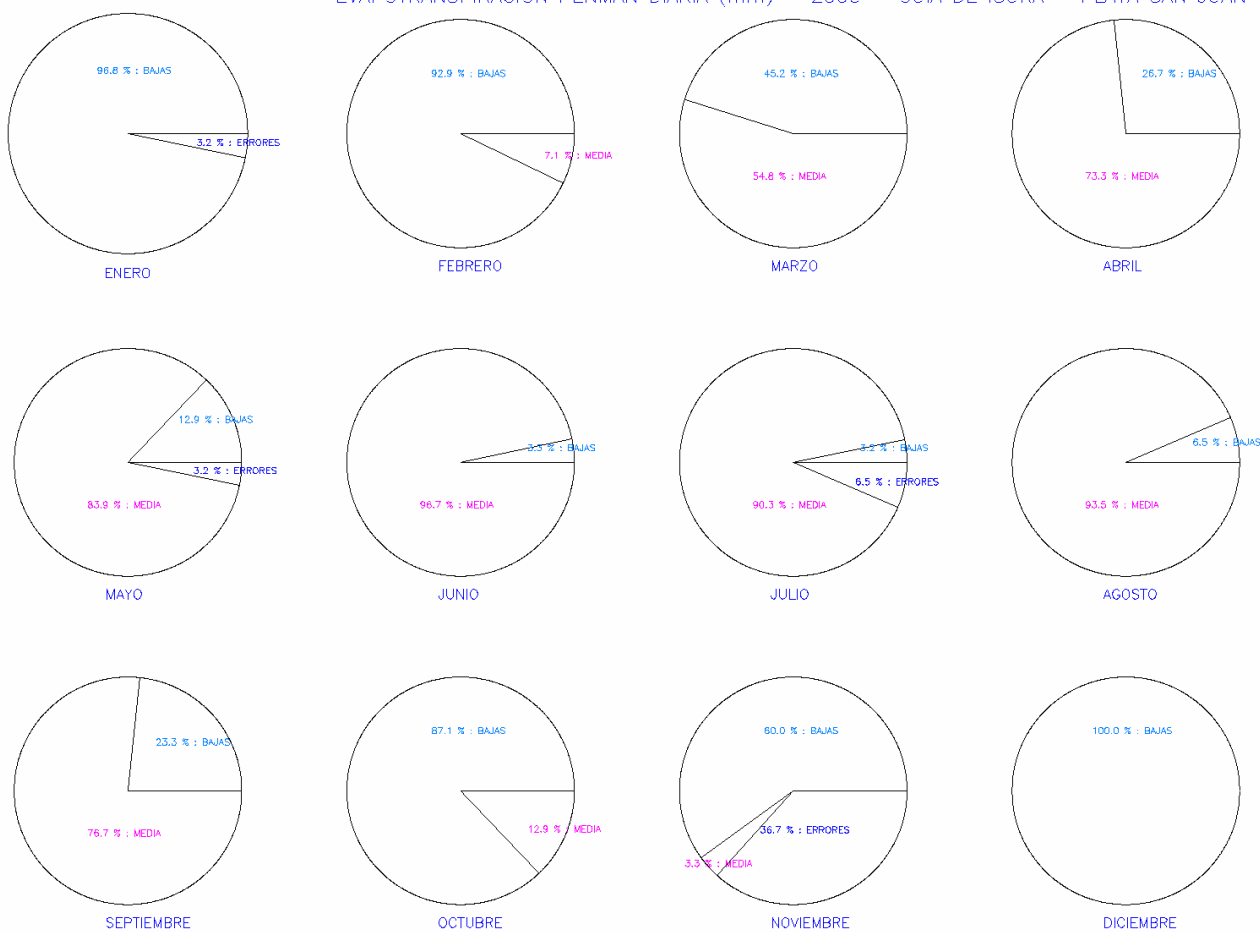 96.8 % : BAJAS
3.2 % : ERRORES
ENERO
92.9 % : BAJAS
7.1 % : MEDIA
FEBRERO
45.2 % : BAJAS
54.8 % : MEDIA
MARZO
26.7 % : BAJAS
73.3 % : MEDIA
ABRIL
12.9 % : BAJAS
3.2 % : ERRORES
83.9 % : MEDIA
MAYO
3.3 % : BAJAS
96.7 % : MEDIA
JUNIO
3.2 % : BAJAS
6.5 % : ERRORES
90.3 % : MEDIA
JULIO
6.5 % : BAJAS
93.5 % : MEDIA
AGOSTO
23.3 % : BAJAS
76.7 % : MEDIA
SEPTIEMBRE
87.1 % : BAJAS
12.9 % : MEDIA
OCTUBRE
60.0 % : BAJAS
36.7 % : ERRORES
3.3 % : MEDIA
NOVIEMBRE
100.0 % : BAJAS
DICIEMBRE